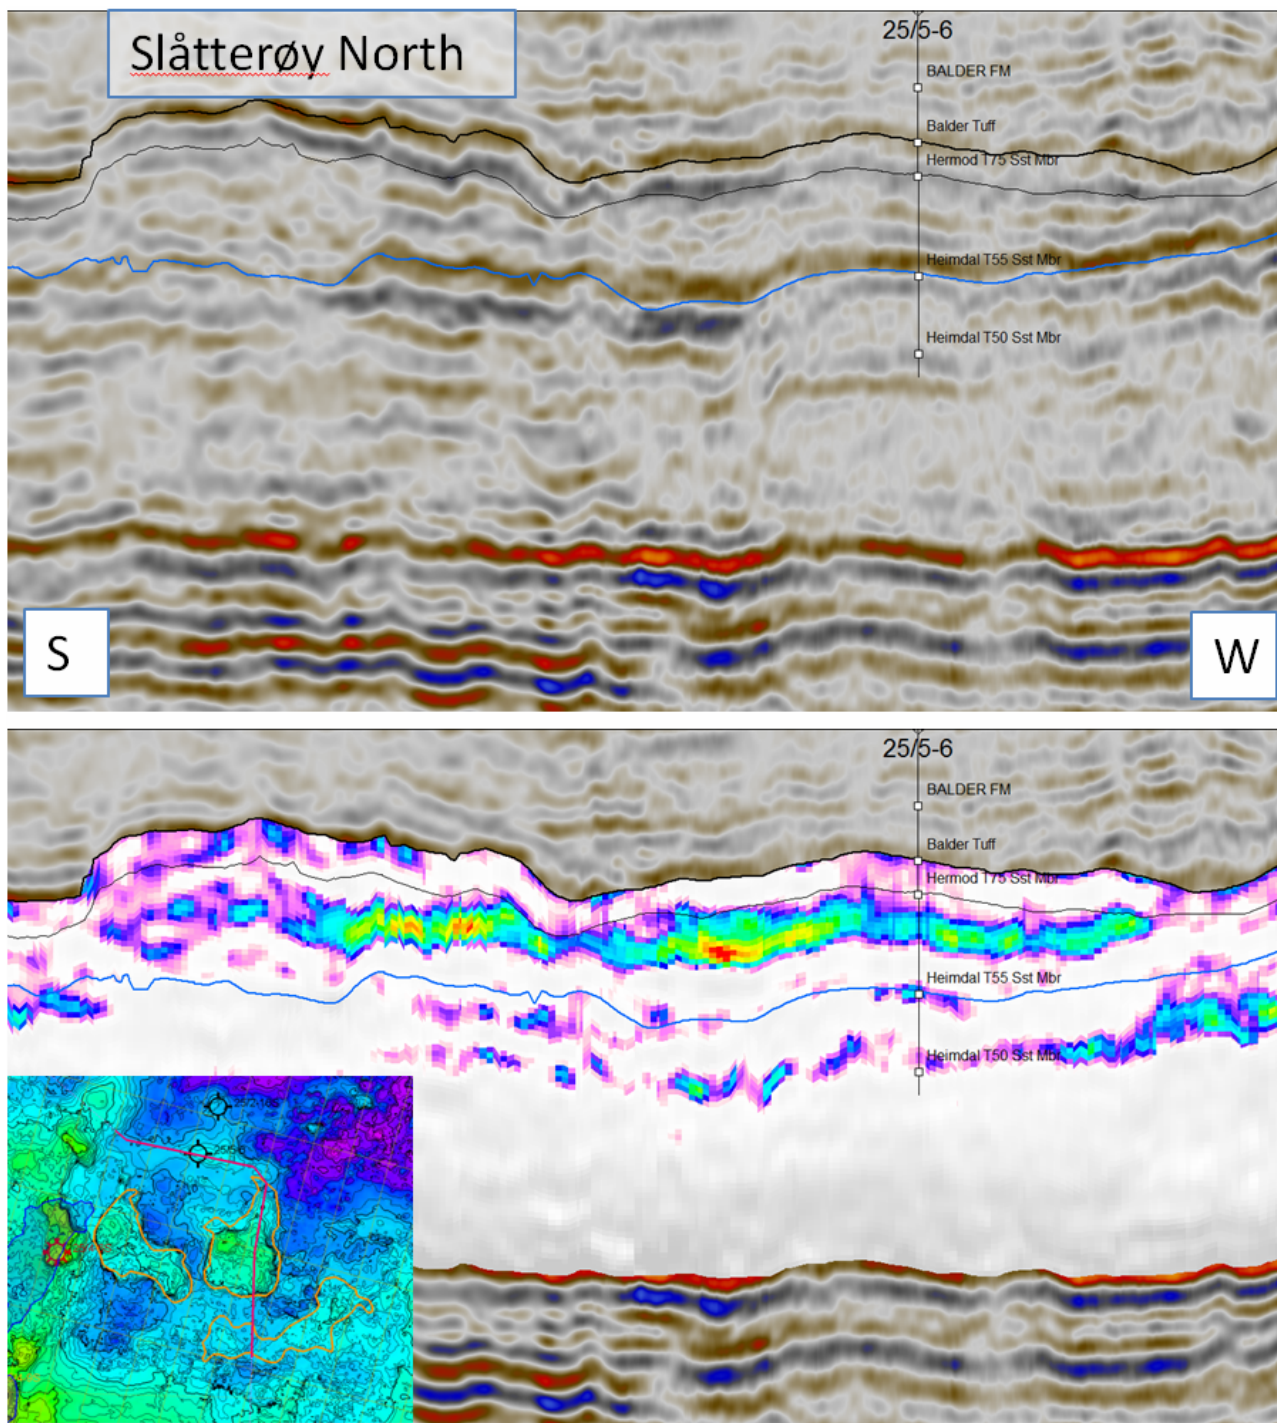 25/5-6
Slåtterøy North
BALDER FM
Balder Tuff
Hermod T75 Sst Mbr
Heimdal T55 Sst Mbr
Heimdal T50 Sst Mbr
S
W
25/5-6
BALDER FM
Balder Tuff
Hermod T75 Sst Mbr
Heimdal T55 Sst Mbr
Heimdal T50 Sst Mbr